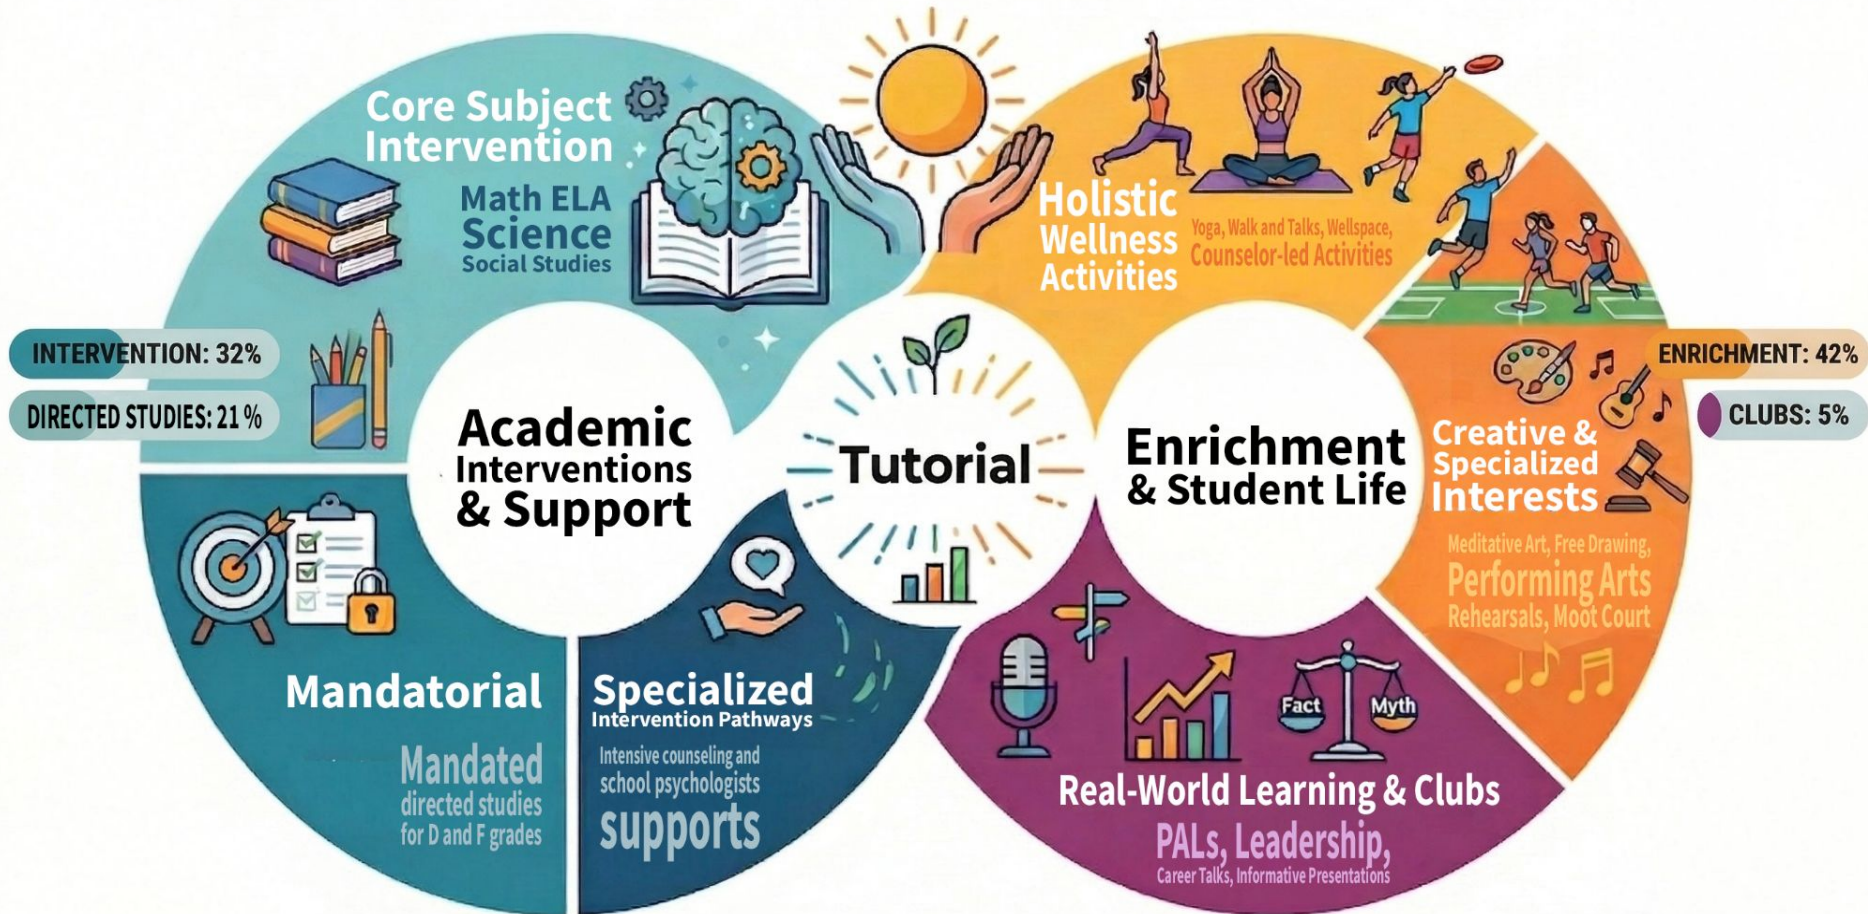 Core Subject
Intervention
Math ELA
Science
Social Studies
INTERVENTION: 32%
DIRECTED STUDIES: 21%
Academic
Interventions
& Support
Mandatorial
Mandated
directed studies
for D and F grades
Specialized
Intervention Pathways
Intensive counseling and
school psychologists
supports
Tutorial
Holistic
Wellness
Activities
Yoga, Walk and Talks, Wellspace,
Counselor-led Activities
Enrichment
& Student Life
ENRICHMENT: 42%
CLUBS: 5%
Creative &
Specialized
Interests
Meditative Art, Free Drawing,
Performing Arts
Rehearsals, Moot Court
Fact
Myth
Real-World Learning & Clubs
PALs, Leadership,
Career Talks, Informative Presentations